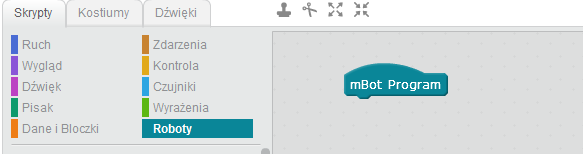 Skrypty Kostiumy Dźwięki
Ruch Zdarzenia
Wygląd Kontrola
Dźwięk Czujniki
Pisak Wyrażenia
Dane i Bloczki Roboty
mBot Program